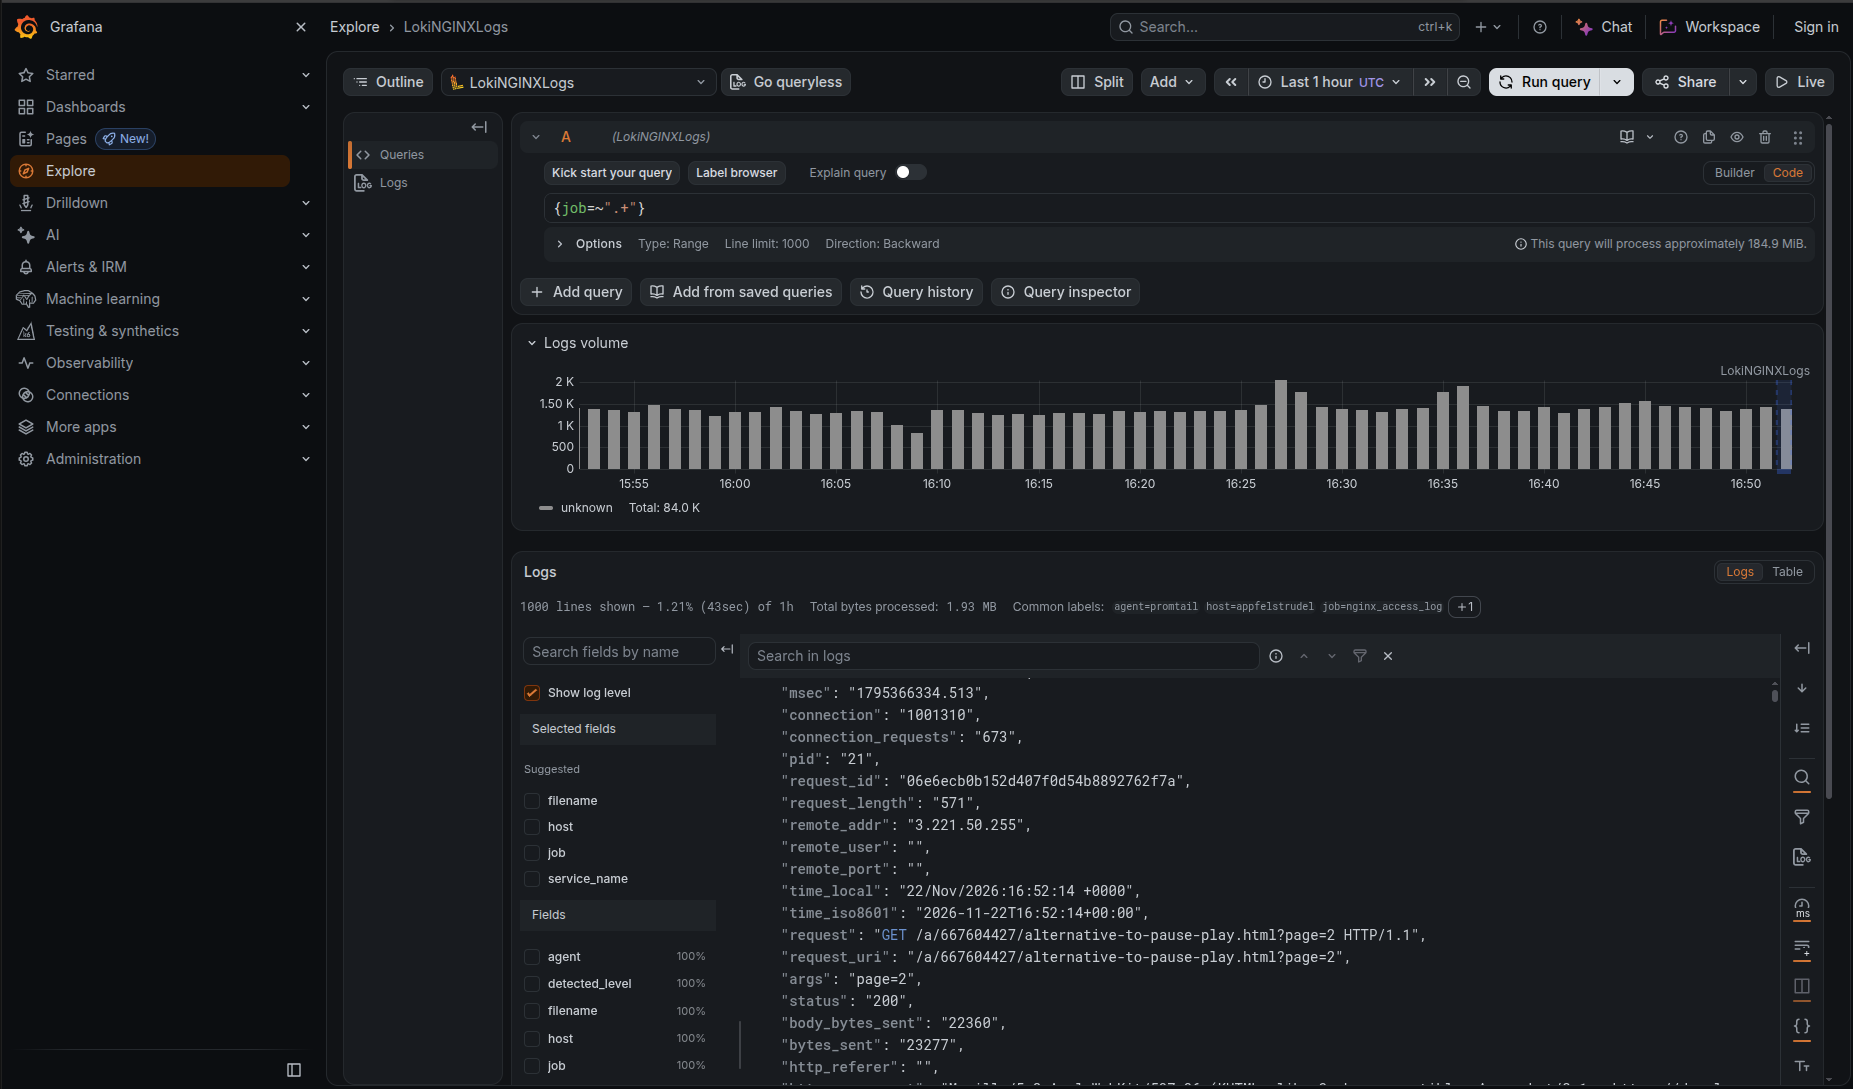 Grafana
Explore › LokiNGINXLogs
Search... ctrl+k
Chat
Workspace
Sign in
Starred
Dashboards
Pages New!
Explore
Drilldown
AI
Alerts & IRM
Machine learning
Testing & synthetics
Observability
Connections
More apps
Administration
Outline
LokiNGINXLogs
Go queryless
Split
Add
Last 1 hour UTC
Run query
Share
Live
Queries
Logs
A (LokiNGINXLogs)
Kick start your query
Label browser
Explain query
Builder
Code
{job=~".+"}
Options Type: Range Line limit: 1000 Direction: Backward
This query will process approximately 184.9 MiB.
+ Add query
Add from saved queries
Query history
Query inspector
Logs volume
LokiNGINXLogs
2 K
1.50 K
1 K
500
0
15:55 16:00 16:05 16:10 16:15 16:20 16:25 16:30 16:35 16:40 16:45 16:50
unknown Total: 84.0 K
Logs
Logs Table
1000 lines shown — 1.21% (43sec) of 1h Total bytes processed: 1.93 MB Common labels: agent=promtail host=appfelstrudel job=nginx_access_log +1
Search fields by name
Search in logs
Show log level
Selected fields
Suggested
filename
host
job
service_name
Fields
agent 100%
detected_level 100%
filename 100%
host 100%
job 100%
"msec": "1795366334.513",
"connection": "1001310",
"connection_requests": "673",
"pid": "21",
"request_id": "06e6ecb0b152d407f0d54b8892762f7a",
"request_length": "571",
"remote_addr": "3.221.50.255",
"remote_user": "",
"remote_port": "",
"time_local": "22/Nov/2026:16:52:14 +0000",
"time_iso8601": "2026-11-22T16:52:14+00:00",
"request": "GET /a/667604427/alternative-to-pause-play.html?page=2 HTTP/1.1",
"request_uri": "/a/667604427/alternative-to-pause-play.html?page=2",
"args": "page=2",
"status": "200",
"body_bytes_sent": "22360",
"bytes_sent": "23277",
"http_referer": "",
ms
{}
Tт